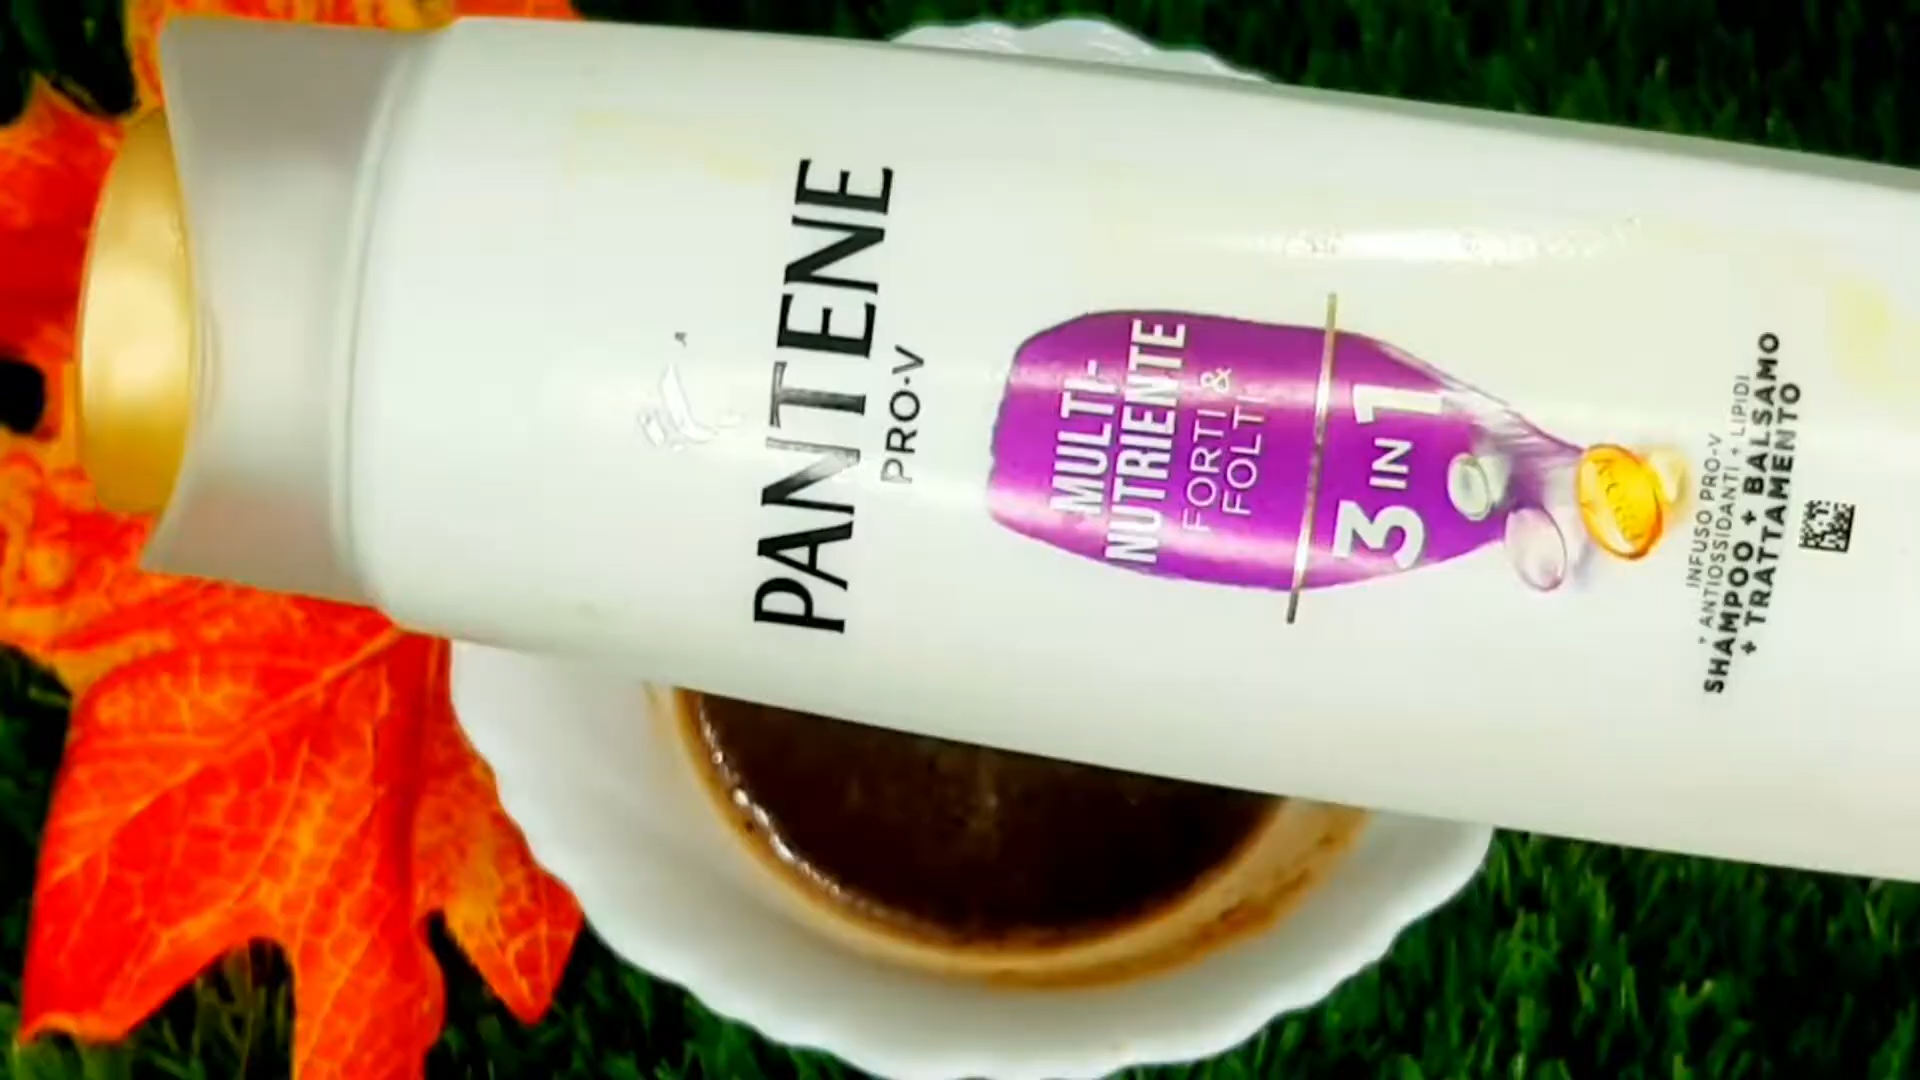 PANTENE
PRO-V
MULTI-
NUTRIENTE
FORTI &
FOLTI
3 IN 1
INFUSO PRO-V
+ ANTIOSSIDANTI + LIPIDI
SHAMPOO + BALSAMO
+ TRATTAMENTO